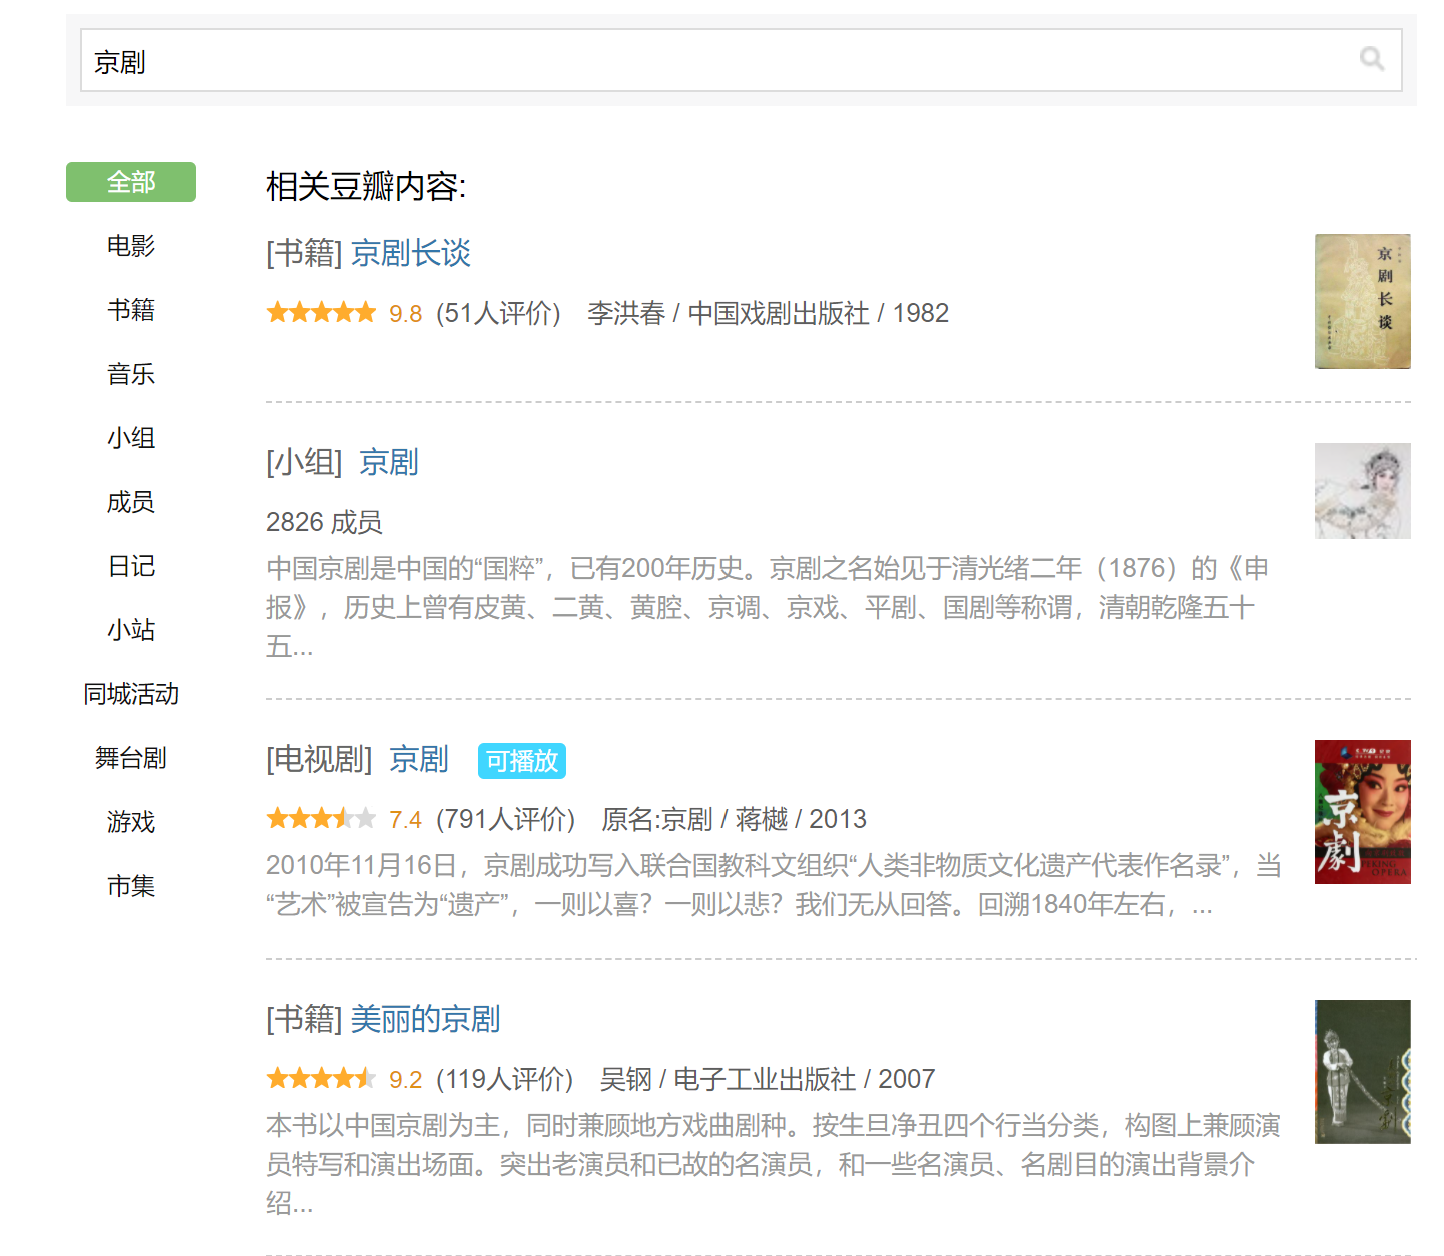 京剧
全部
电影
书籍
音乐
小组
成员
日记
小站
同城活动
舞台剧
游戏
市集
相关豆瓣内容:
[书籍] 京剧长谈
9.8 (51人评价) 李洪春 / 中国戏剧出版社 / 1982
京剧长谈
[小组] 京剧
2826 成员
中国京剧是中国的“国粹”，已有200年历史。京剧之名始见于清光绪二年（1876）的《申
报》，历史上曾有皮黄、二黄、黄腔、京调、京戏、平剧、国剧等称谓，清朝乾隆五十
五...
[电视剧] 京剧 可播放
7.4 (791人评价) 原名:京剧 / 蒋樾 / 2013
2010年11月16日，京剧成功写入联合国教科文组织“人类非物质文化遗产代表作名录”，当
“艺术”被宣告为“遗产”，一则以喜？一则以悲？我们无从回答。回溯1840年左右，...
京劇
PEKING
OPERA
[书籍] 美丽的京剧
9.2 (119人评价) 吴钢 / 电子工业出版社 / 2007
本书以中国京剧为主，同时兼顾地方戏曲剧种。按生旦净丑四个行当分类，构图上兼顾演
员特写和演出场面。突出老演员和已故的名演员，和一些名演员、名剧目的演出背景介
绍...